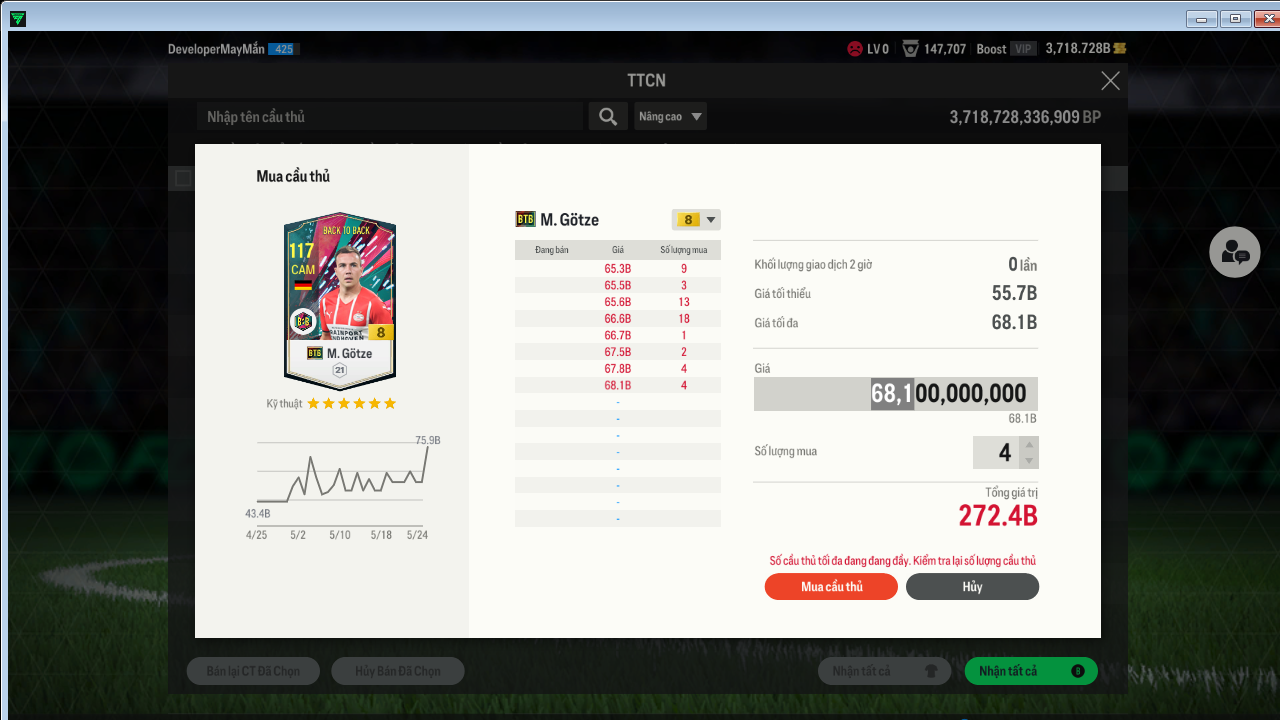 DeveloperMayMắn 425
LV 0 147,707 Boost VIP 3,718.728B
TTCN
Nhập tên cầu thủ Nâng cao 3,718,728,336,909 BP
Mua cầu thủ
BACK TO BACK
117
CAM
8
BTB M. Götze
21
Kỹ thuật
75.9B
43.4B
4/25 5/2 5/10 5/18 5/24
BTB M. Götze 8
Đang bán Giá Số lượng mua
65.3B 9
65.5B 3
65.6B 13
66.6B 18
66.7B 1
67.5B 2
67.8B 4
68.1B 4
-
-
-
-
-
-
-
-
Khối lượng giao dịch 2 giờ 0 lần
Giá tối thiểu 55.7B
Giá tối đa 68.1B
Giá
68,100,000,000
68.1B
Số lượng mua 4
Tổng giá trị
272.4B
Số cầu thủ tối đa đang đang đầy. Kiểm tra lại số lượng cầu thủ
Mua cầu thủ Hủy
Bán lại CT Đã Chọn Hủy Bán Đã Chọn Nhận tất cả Nhận tất cả